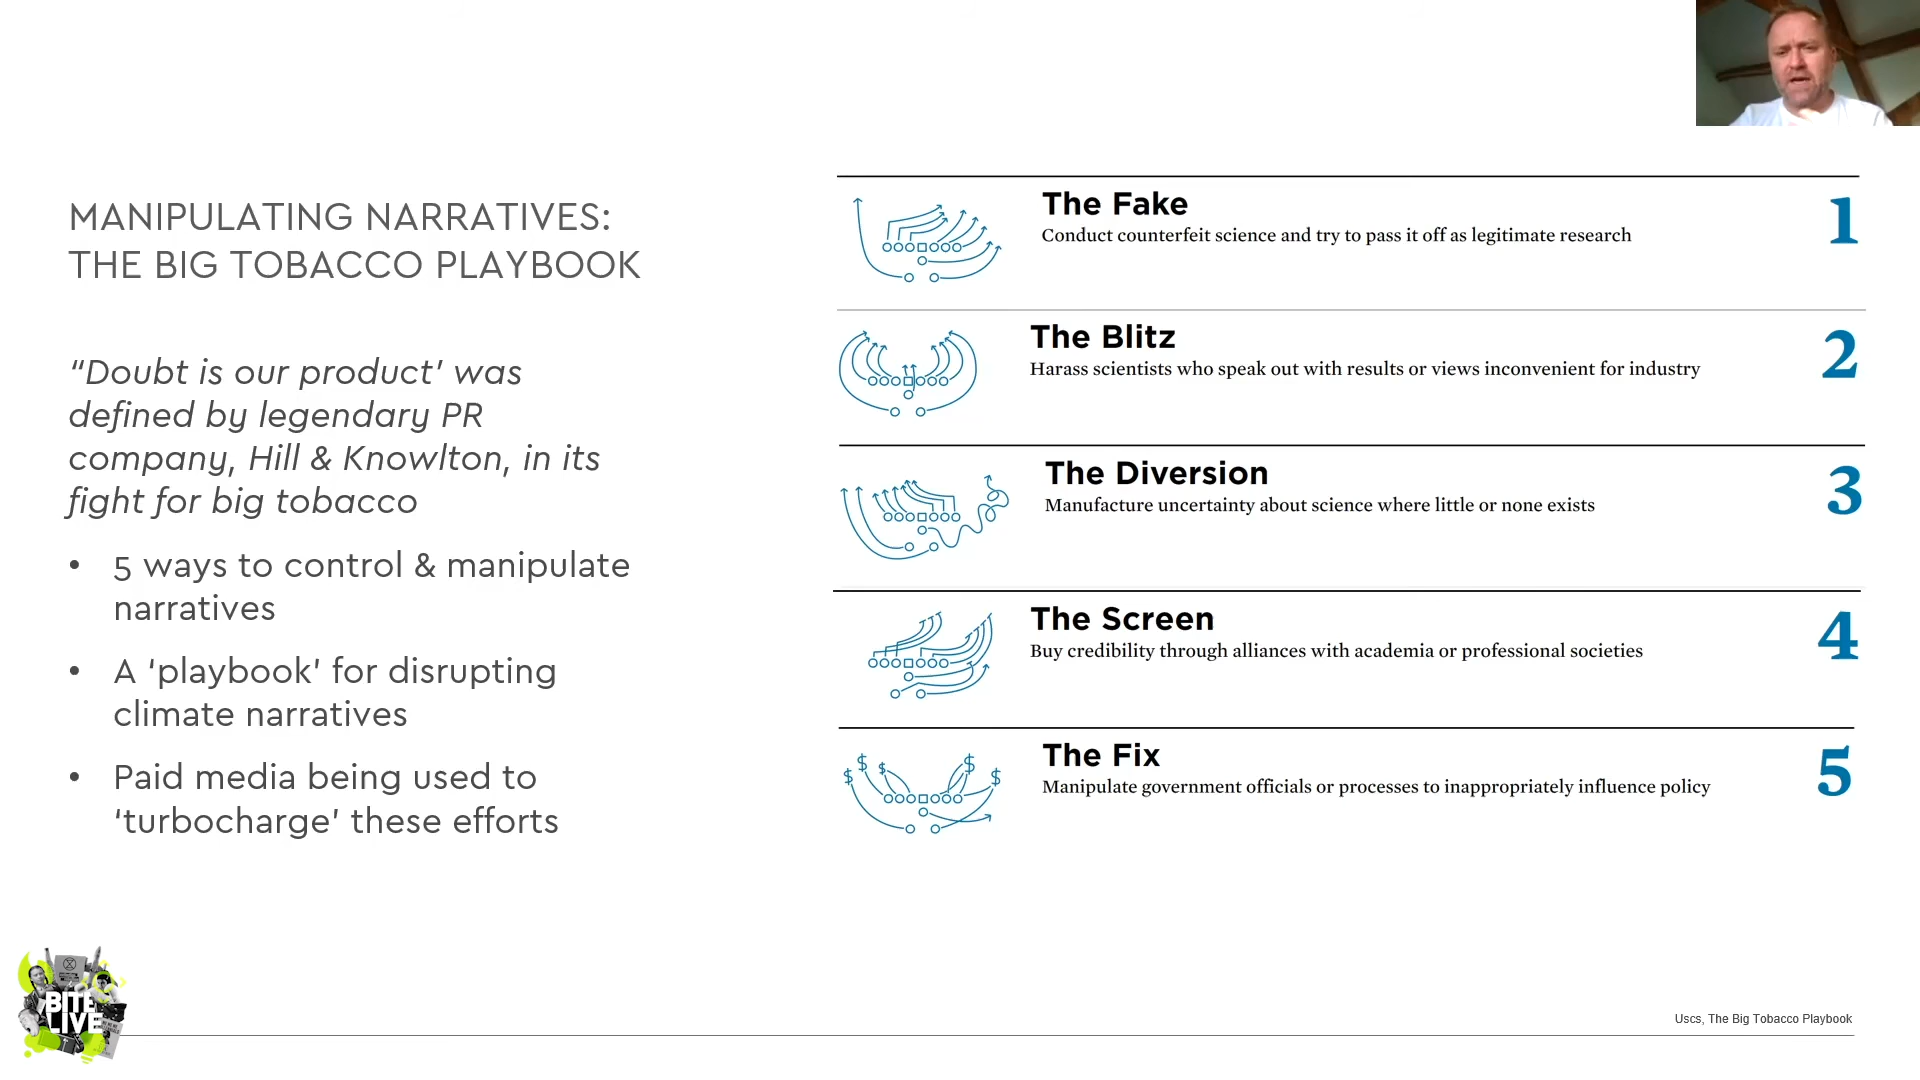 MANIPULATING NARRATIVES:
THE BIG TOBACCO PLAYBOOK
“Doubt is our product’ was
defined by legendary PR
company, Hill & Knowlton, in its
fight for big tobacco
• 5 ways to control & manipulate
narratives
• A ‘playbook’ for disrupting
climate narratives
• Paid media being used to
‘turbocharge’ these efforts
The Fake
Conduct counterfeit science and try to pass it off as legitimate research
1
The Blitz
Harass scientists who speak out with results or views inconvenient for industry
2
The Diversion
Manufacture uncertainty about science where little or none exists
3
The Screen
Buy credibility through alliances with academia or professional societies
4
The Fix
Manipulate government officials or processes to inappropriately influence policy
5
$ $ $ $ $
BITE
LIVE
Uscs, The Big Tobacco Playbook